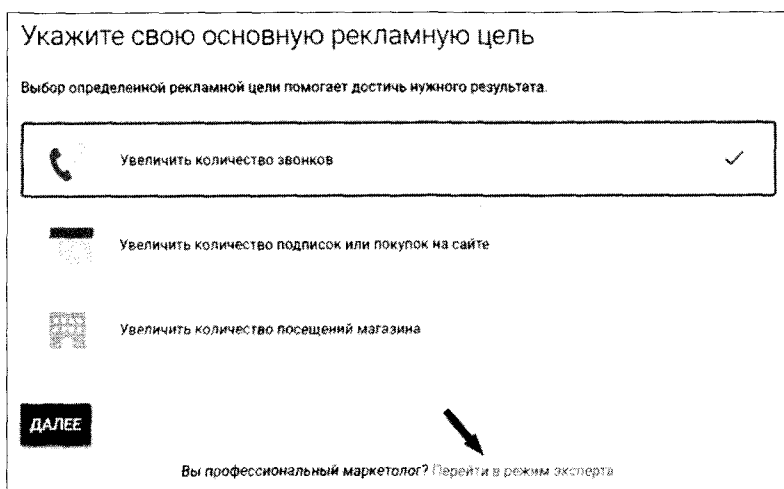 Укажите свою основную рекламную цель
Выбор определенной рекламной цели помогает достичь нужного результата.
Увеличить количество звонков
Увеличить количество подписок или покупок на сайте
Увеличить количество посещений магазина
ДАЛЕЕ
Вы профессиональный маркетолог? Перейти в режим эксперта